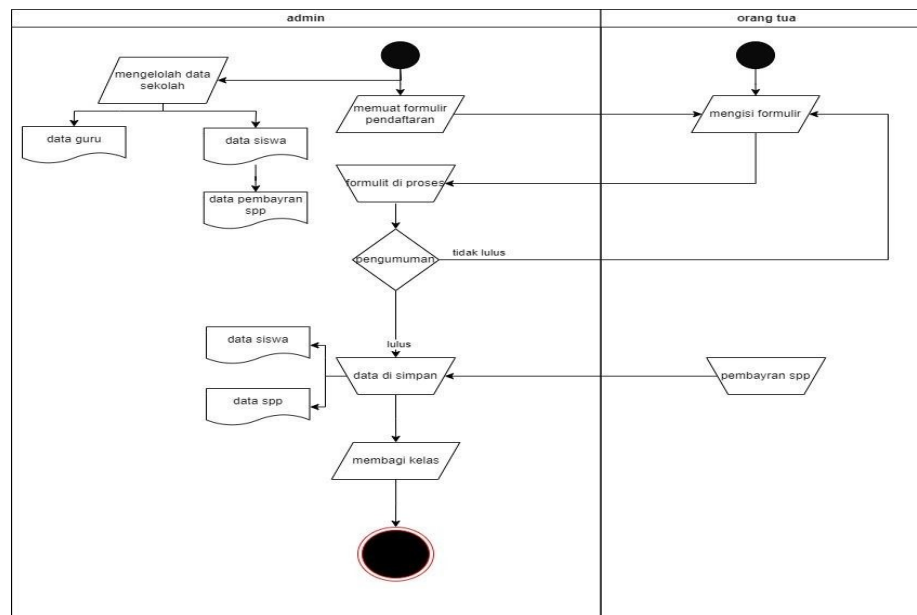 admin
orang tua
mengelolah data
sekolah
memuat formulir
pendaftaran
mengisi formulir
data guru
data siswa
formulit di proses
data pembayran
spp
pengumuman
tidak lulus
lulus
data siswa
data di simpan
pembayran spp
data spp
membagi kelas